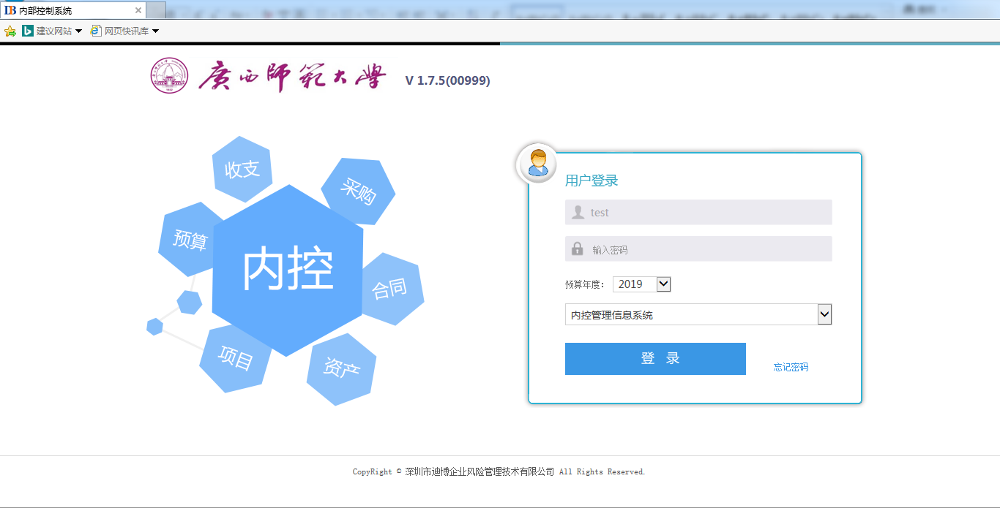 内部控制系统
建议网站
网页快讯库
廣西師範大學
V 1.7.5(00999)
收支
采购
预算
内控
合同
项目
资产
用户登录
test
输入密码
预算年度：
2019
内控管理信息系统
登 录
忘记密码
CopyRight © 深圳市迪博企业风险管理技术有限公司 All Rights Reserved.